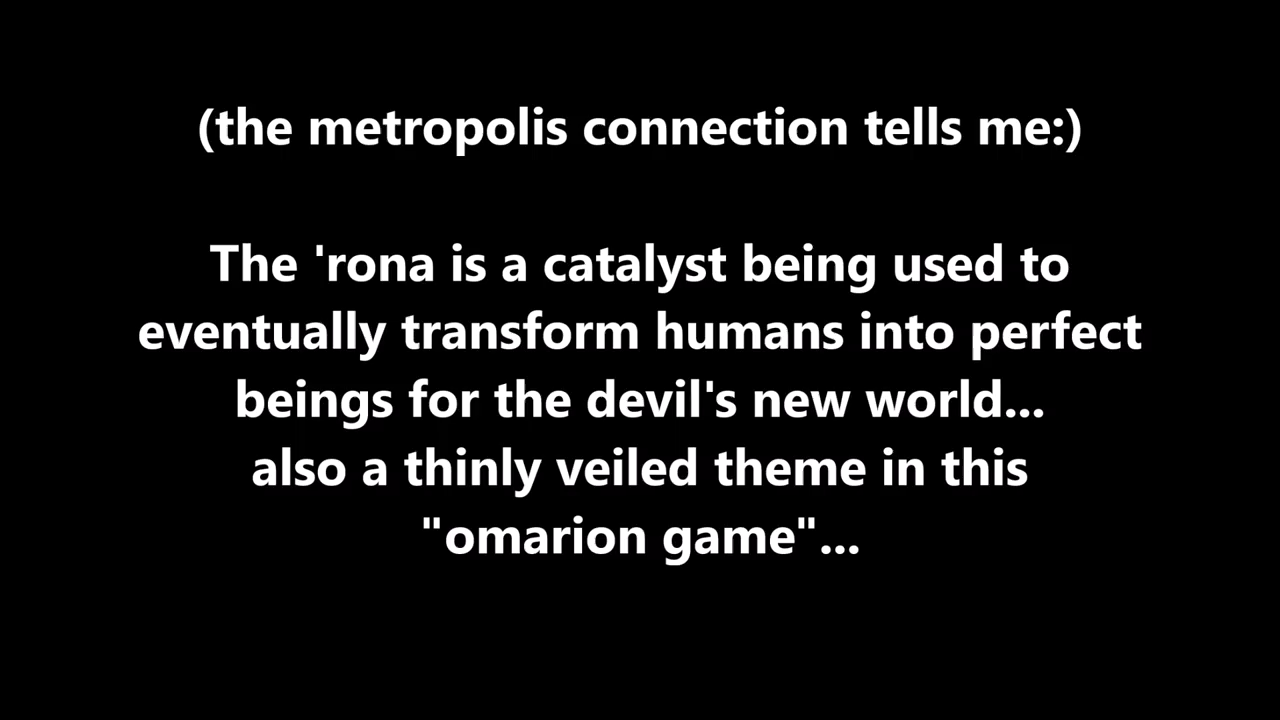 (the metropolis connection tells me:)
The 'rona is a catalyst being used to
eventually transform humans into perfect
beings for the devil's new world...
also a thinly veiled theme in this
"omarion game"...